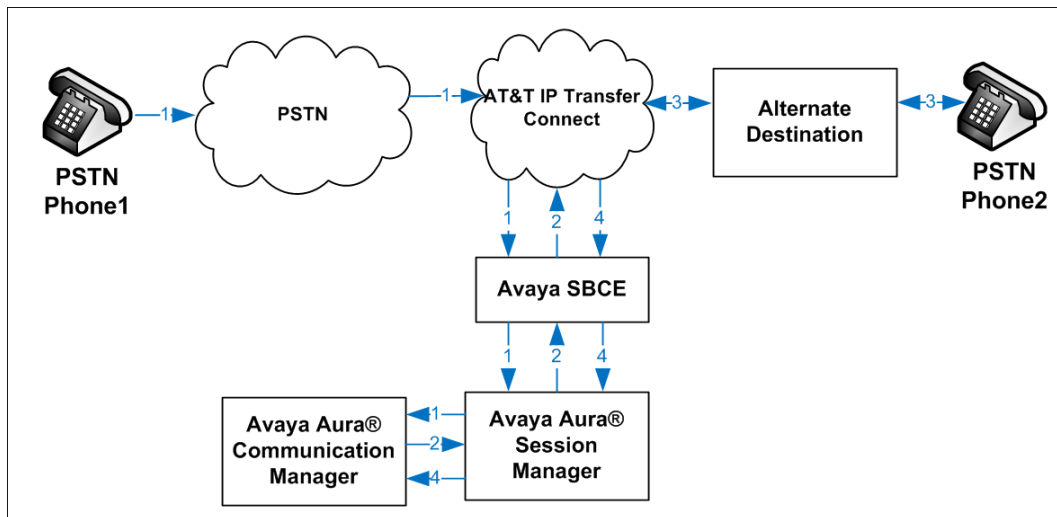 PSTN
Phone1
1
PSTN
1
AT&T IP Transfer
Connect
3
Alternate
Destination
3
PSTN
Phone2
1
2
4
Avaya SBCE
1
2
4
Avaya Aura®
Communication
Manager
1
2
4
Avaya Aura®
Session
Manager